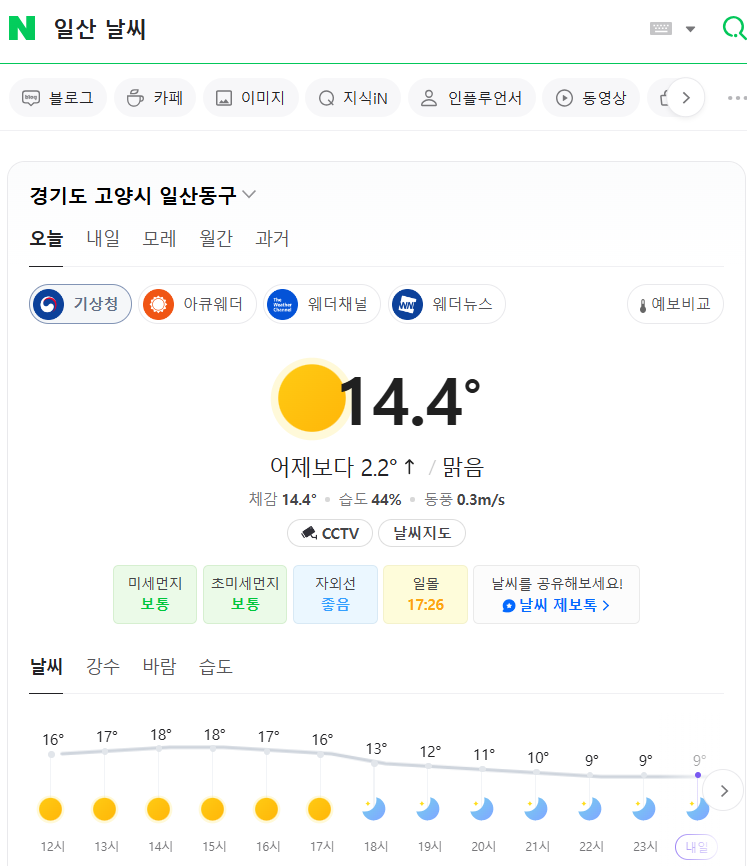 일산 날씨
블로그 카페 이미지 지식iN 인플루언서 동영상
경기도 고양시 일산동구
오늘 내일 모레 월간 과거
기상청 아큐웨더 The Weather Channel 웨더채널 WNI 웨더뉴스 예보비교
14.4°
어제보다 2.2°↑ / 맑음
체감 14.4° 습도 44% 동풍 0.3m/s
CCTV 날씨지도
미세먼지 초미세먼지 자외선 일몰 날씨를 공유해보세요!
보통 보통 좋음 17:26 날씨 제보톡
날씨 강수 바람 습도
16° 17° 18° 18° 17° 16° 13° 12° 11° 10° 9° 9° 9°
12시 13시 14시 15시 16시 17시 18시 19시 20시 21시 22시 23시 내일